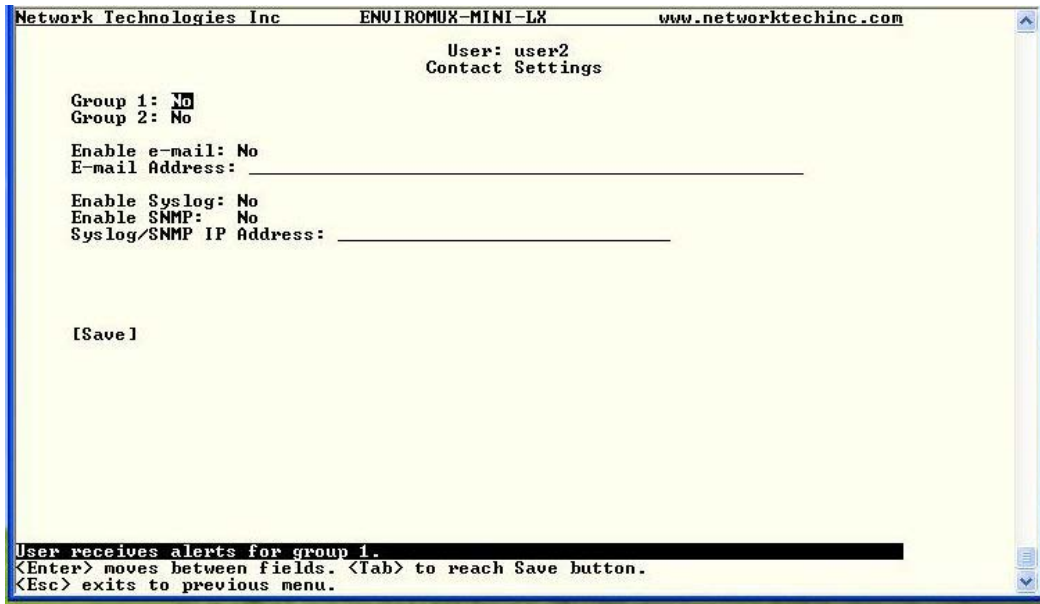 Network Technologies Inc ENVIROMUX-MINI-LX www.networktechinc.com
User: user2
Contact Settings
Group 1: No
Group 2: No
Enable e-mail: No
E-mail Address:
Enable Syslog: No
Enable SNMP: No
Syslog/SNMP IP Address:
[Save]
User receives alerts for group 1.
<Enter> moves between fields. <Tab> to reach Save button.
<Esc> exits to previous menu.